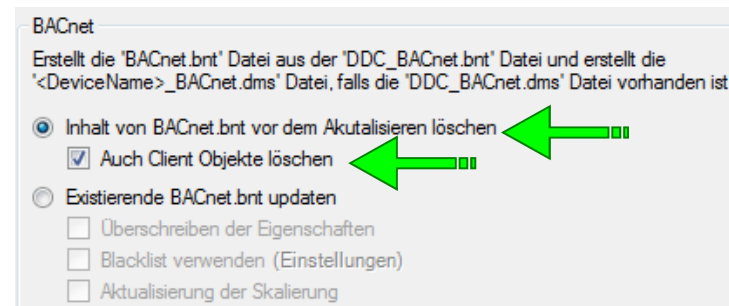 BACnet
Erstellt die 'BACnet.bnt' Datei aus der 'DDC_BACnet.bnt' Datei und erstellt die
'<DeviceName>_BACnet.dms' Datei, falls die 'DDC_BACnet.dms' Datei vorhanden ist
Inhalt von BACnet.bnt vor dem Akutalisieren löschen
Auch Client Objekte löschen
Existierende BACnet.bnt updaten
Überschreiben der Eigenschaften
Blacklist verwenden (Einstellungen)
Aktualisierung der Skalierung